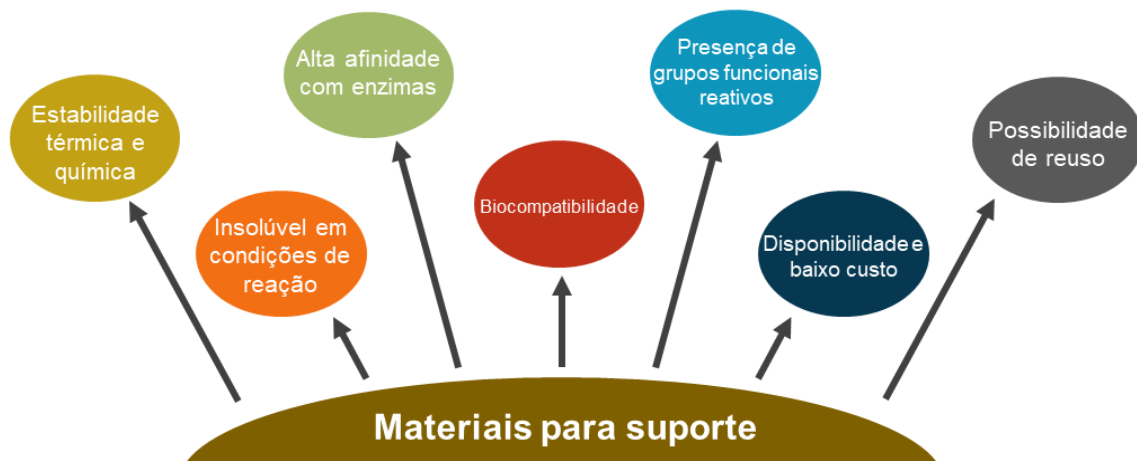 Estabilidade
térmica e
química
Insolúvel em
condições de
reação
Alta afinidade
com enzimas
Biocompatibilidade
Presença de
grupos funcionais
reativos
Disponibilidade e
baixo custo
Possibilidade
de reuso
Materiais para suporte